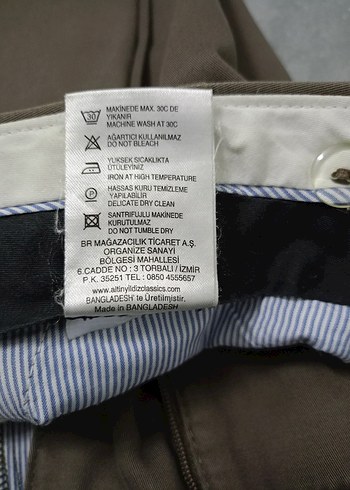 30
MAKİNEDE MAX. 30C DE
YIKANIR
MACHINE WASH AT 30C
AĞARTICI KULLANILMAZ
DO NOT BLEACH
YÜKSEK SICAKLIKTA
ÜTÜLEYİNİZ
IRON AT HIGH TEMPERATURE
P
HASSAS KURU TEMİZLEME
YAPILABİLİR
DELICATE DRY CLEAN
SANTRIFUJLU MAKİNEDE
KURUTULMAZ
DO NOT TUMBLE DRY
BR MAĞAZACILIK TİCARET A.Ş.
ORGANİZE SANAYİ
BÖLGESİ MAHALLESİ
6.CADDE NO : 3 TORBALI / İZMİR
P.K. 35251 TEL : 0850 4555657
www.altinyildizclassics.com
BANGLADESH' te Üretilmiştir.
Made in BANGLADESH